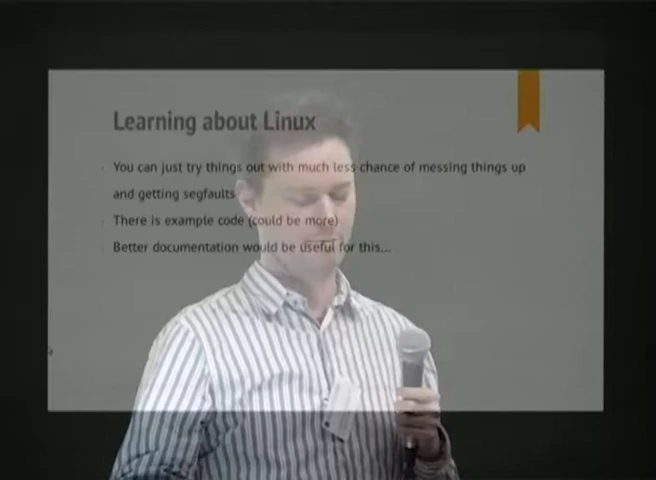 Learning about Linux
You can just try things out with much less chance of messing things up
and getting segfaults
There is example code (could be more)
Better documentation would be useful for this...